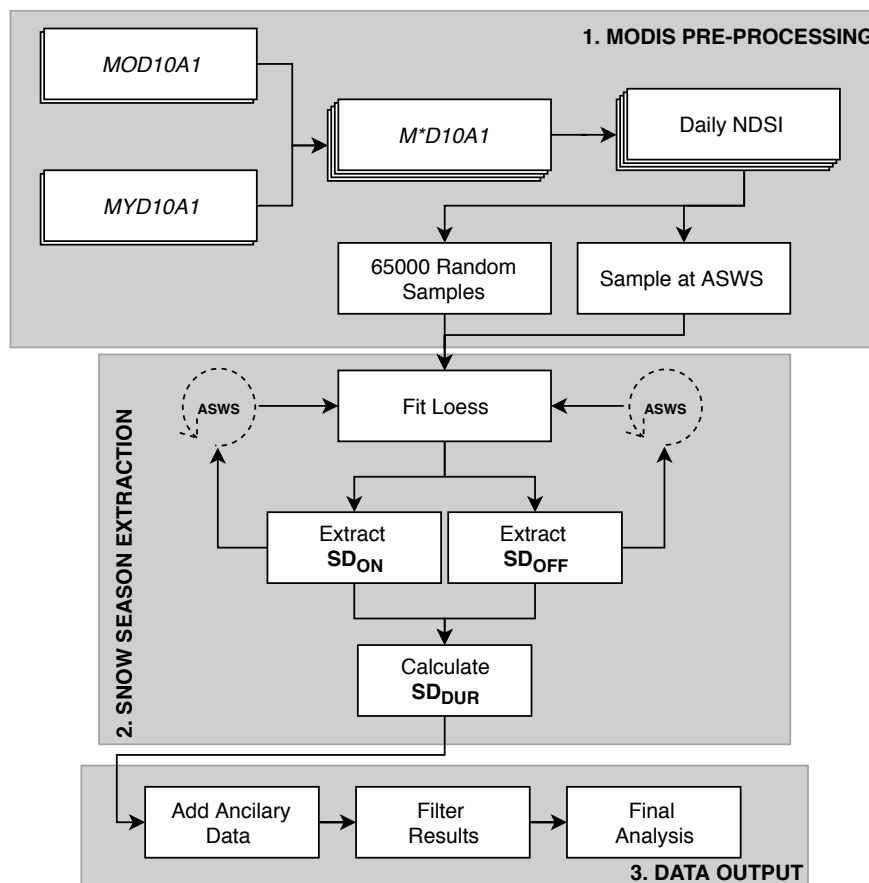 1. MODIS PRE-PROCESSING
MOD10A1
M*D10A1
Daily NDSI
MYD10A1
65000 Random
Samples
Sample at ASWS
2. SNOW SEASON EXTRACTION
ASWS
Fit Loess
ASWS
Extract
SDON
Extract
SDOFF
Calculate
SDDUR
Add Ancilary
Data
Filter
Results
Final
Analysis
3. DATA OUTPUT